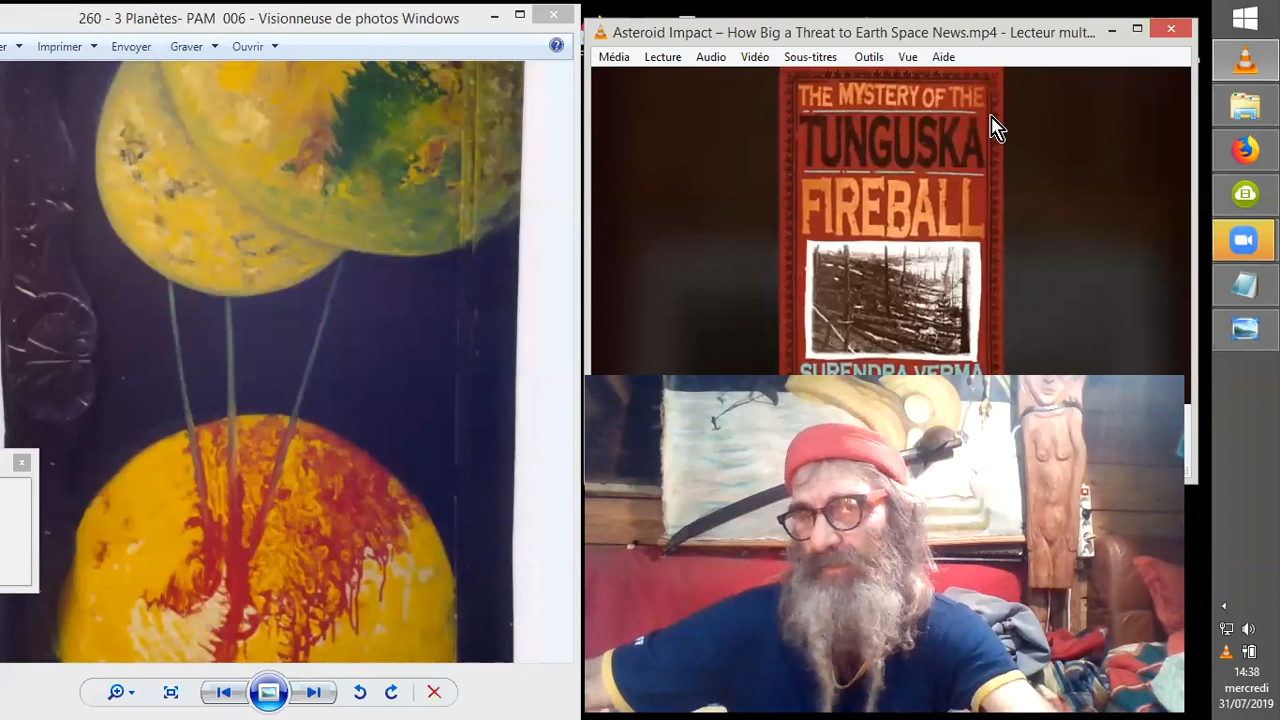 260 - 3 Planètes- PAM 006 - Visionneuse de photos Windows
Imprimer Envoyer Graver Ouvrir
Asteroid Impact – How Big a Threat to Earth Space News.mp4 - Lecteur mult...
Média Lecture Audio Vidéo Sous-titres Outils Vue Aide
THE MYSTERY OF THE
TUNGUSKA
FIREBALL
SURENDRA VERMA
14:38
mercredi
31/07/2019